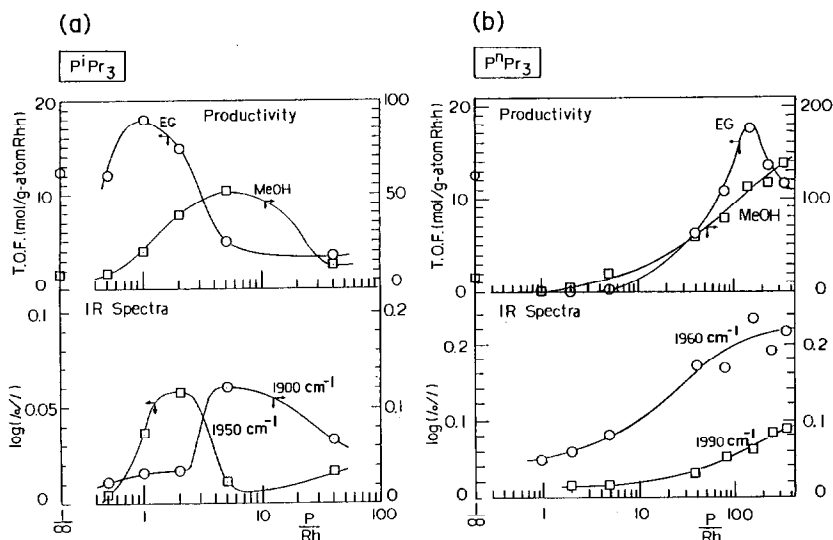 (a)
PⁱPr₃
Productivity
EG
MeOH
T.O.F. (mol/g-atomRh·h)
20
10
0
100
50
0
IR Spectra
1900 cm⁻¹
1950 cm⁻¹
log(I₀/I)
0.1
0.05
0
0.2
0.1
0
1/∞
1
10
100
P/Rh
(b)
PⁿPr₃
Productivity
EG
MeOH
T.O.F. (mol/g-atomRh·h)
20
10
0
200
100
0
IR Spectra
1960 cm⁻¹
1990 cm⁻¹
log(I₀/I)
0.2
0.1
0
0.2
0.1
0
1/∞
1
10
100
P/Rh